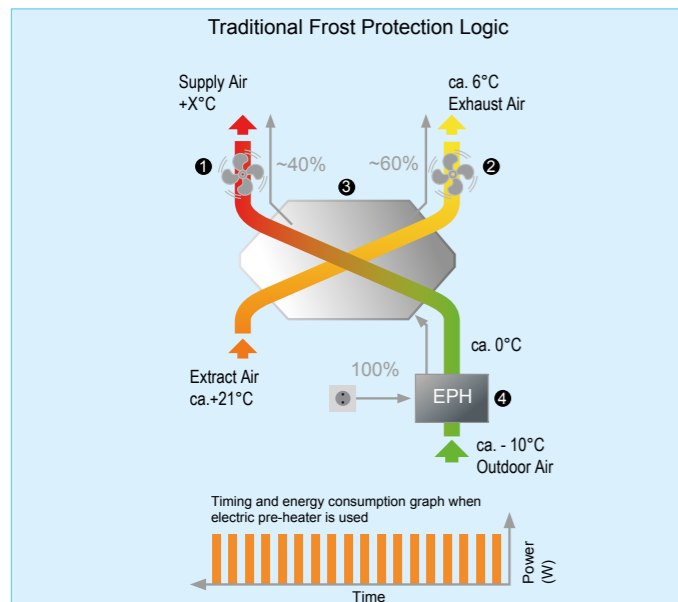 Traditional Frost Protection Logic
Supply Air
+X°C
ca. 6°C
Exhaust Air
1
~40%
~60%
2
3
ca. 0°C
Extract Air
ca.+21°C
100%
EPH
4
ca. - 10°C
Outdoor Air
Timing and energy consumption graph when
electric pre-heater is used
Power
(W)
Time